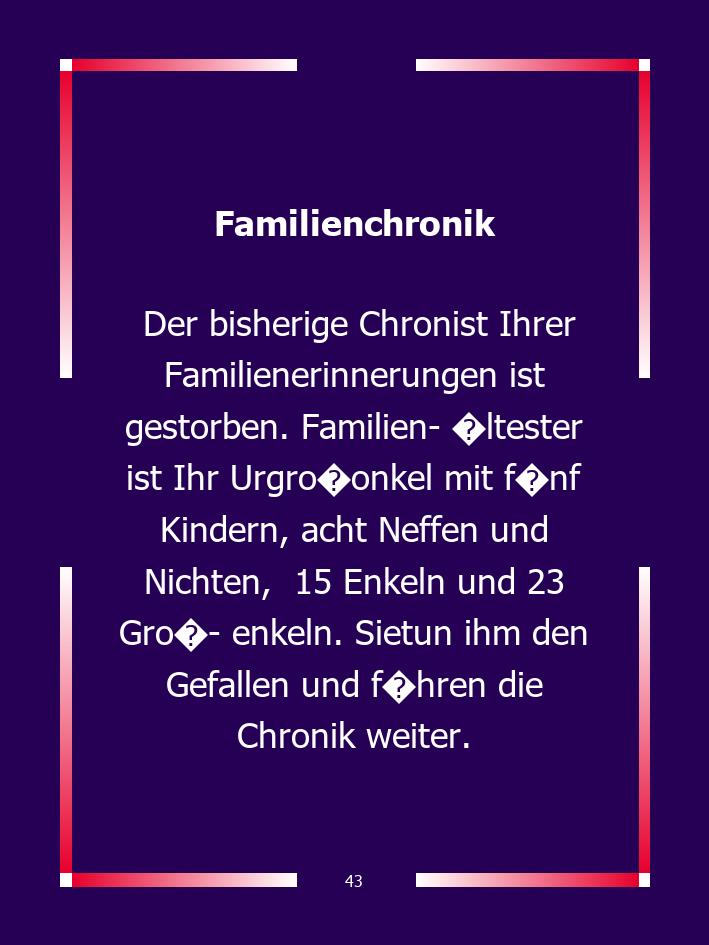 Familienchronik
Der bisherige Chronist Ihrer
Familienerinnerungen ist
gestorben. Familien- �ltester
ist Ihr Urgro�onkel mit f�nf
Kindern, acht Neffen und
Nichten,  15 Enkeln und 23
Gro�- enkeln. Sietun ihm den
Gefallen und f�hren die
Chronik weiter.
43